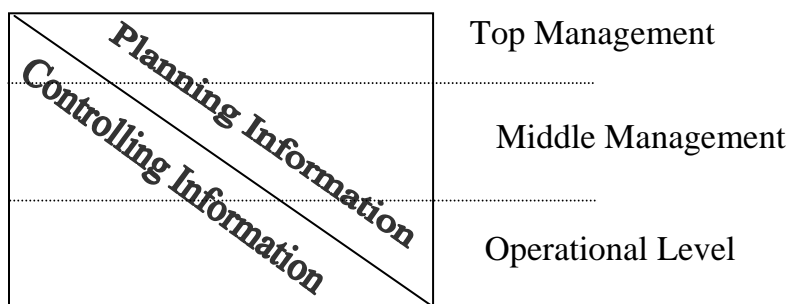 Planning Information
Controlling Information
Top Management
Middle Management
Operational Level